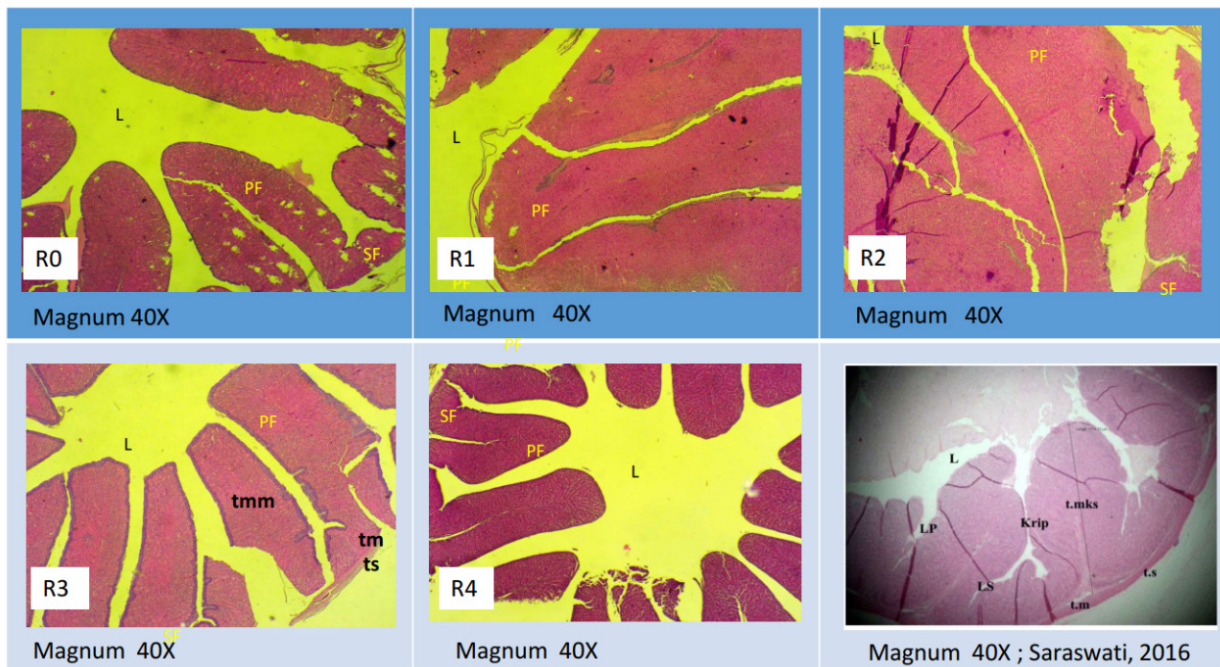 L
PF
SF
R0
Magnum 40X
L
PF
R1
PF
Magnum 40X
L
PF
R2
SF
Magnum 40X
L
PF
tmm
tm
ts
R3
SF
Magnum 40X
PF
SF
PF
L
R4
Magnum 40X
L
t.mks
LP
Krip
LS
t.s
t.m
Magnum 40X ; Saraswati, 2016